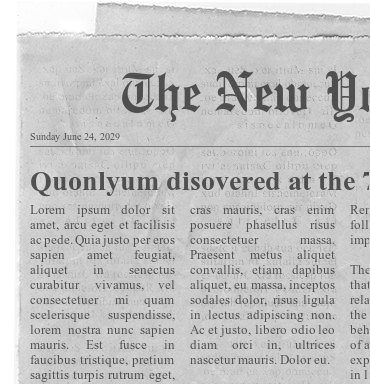 The New Yo
Sunday June 24, 2029
Quonlyum disovered at the 7
Lorem ipsum dolor sit
amet, arcu eget et facilisis
ac pede. Quia justo per eros
sapien amet feugiat,
aliquet in senectus
curabitur vivamus, vel
consectetuer mi quam
scelerisque suspendisse,
lorem nostra nunc sapien
mauris. Est fusce in
faucibus tristique, pretium
sagittis turpis rutrum eget,
cras mauris, cras enim
posuere phasellus risus
consectetuer massa.
Praesent metus aliquet
convallis, etiam dapibus
aliquet, eu massa, inceptos
sodales dolor, risus ligula
in lectus adipiscing non.
Ac et justo, libero odio leo
diam orci in, ultrices
nascetur mauris. Dolor eu.
Rer
foll
imp
The
that
rela
the
beh
of a
exp
in l